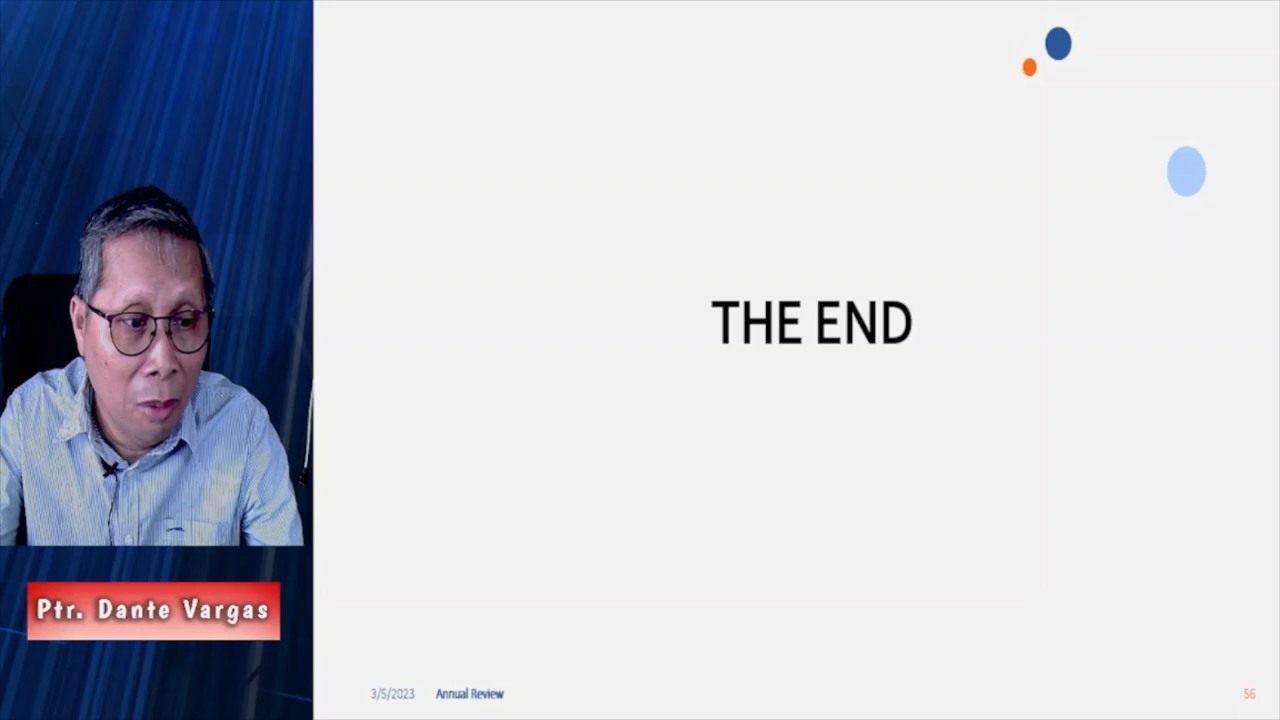 THE END
Ptr. Dante Vargas
3/5/2023 Annual Review 56